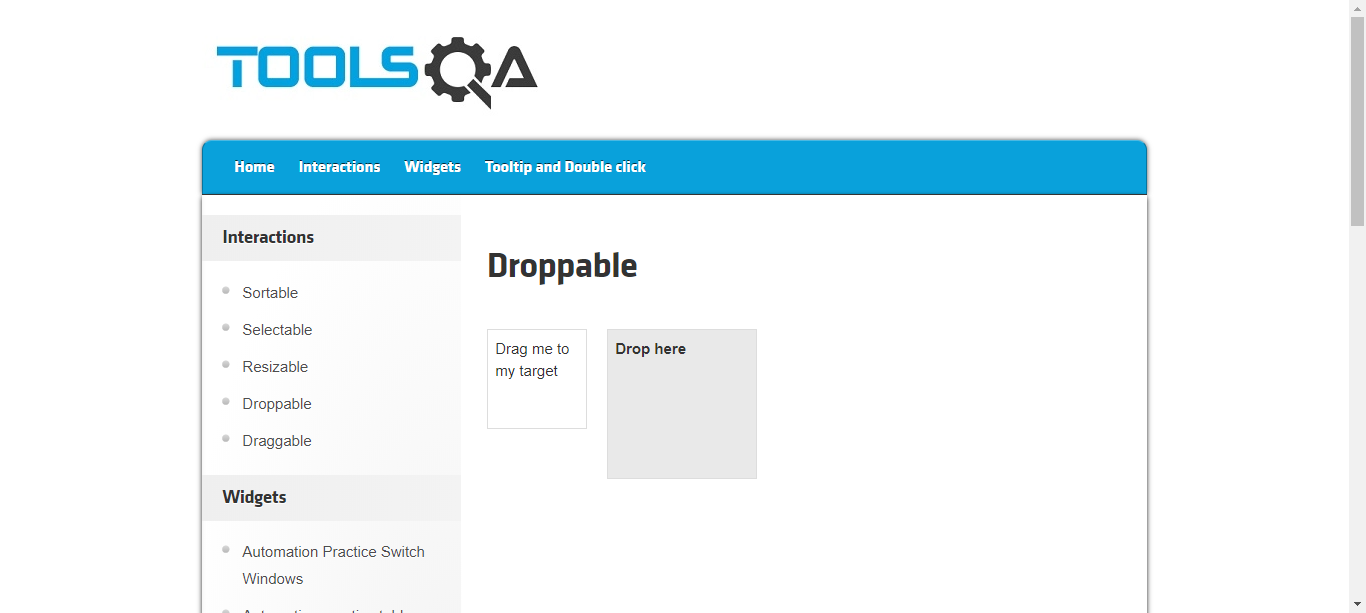 TOOLSQA
Home Interactions Widgets Tooltip and Double click
Interactions
Sortable
Selectable
Resizable
Droppable
Draggable
Widgets
Automation Practice Switch
Windows
Droppable
Drag me to
my target
Drop here